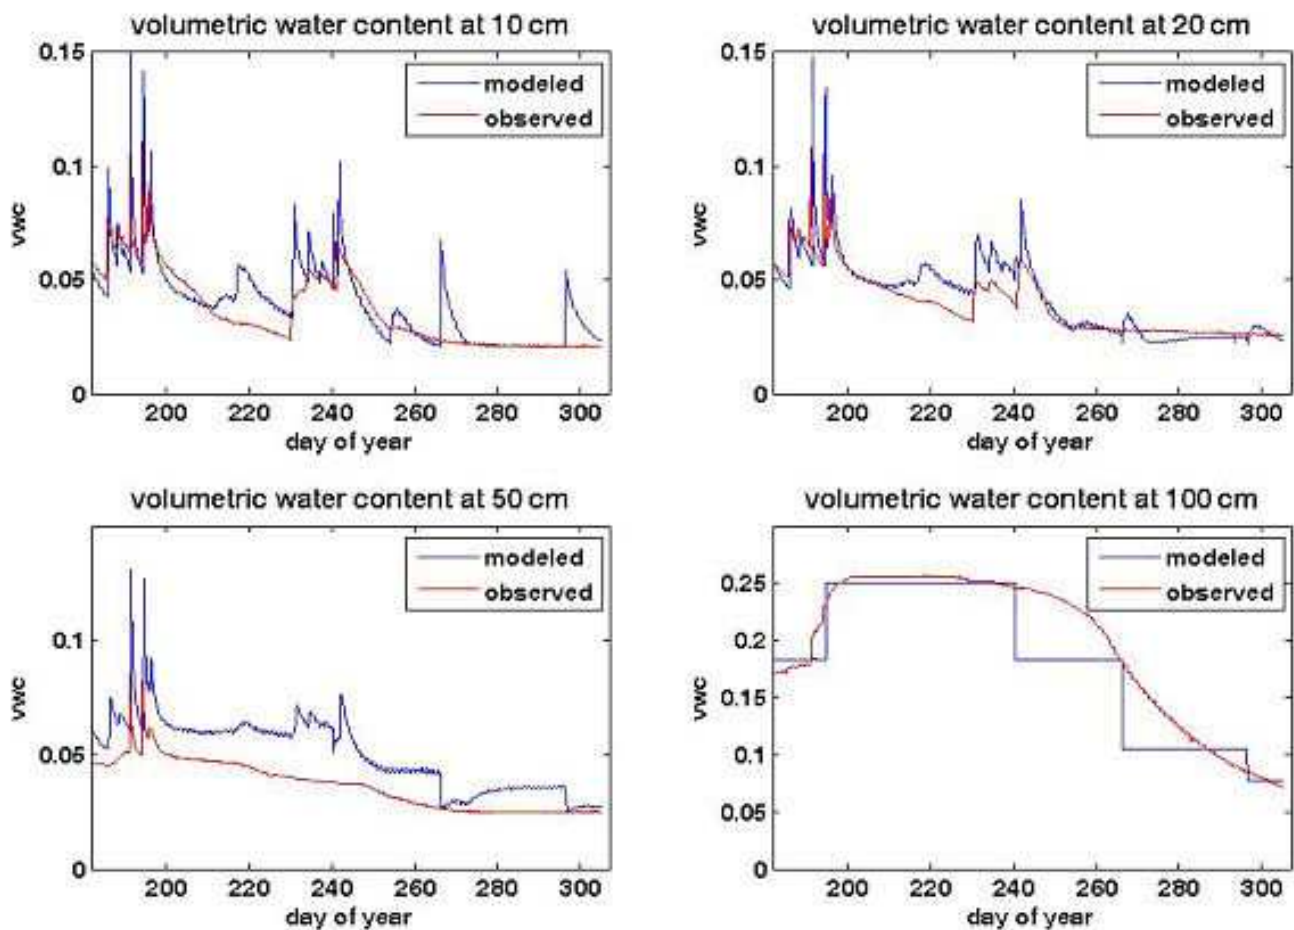 volumetric water content at 10 cm
0.15
0.1
0.05
0
vwc
modeled
observed
200 220 240 260 280 300
day of year
volumetric water content at 20 cm
0.15
0.1
0.05
0
vwc
modeled
observed
200 220 240 260 280 300
day of year
volumetric water content at 50 cm
0.1
0.05
0
vwc
modeled
observed
200 220 240 260 280 300
day of year
volumetric water content at 100 cm
0.25
0.2
0.15
0.1
0.05
0
vwc
modeled
observed
200 220 240 260 280 300
day of year